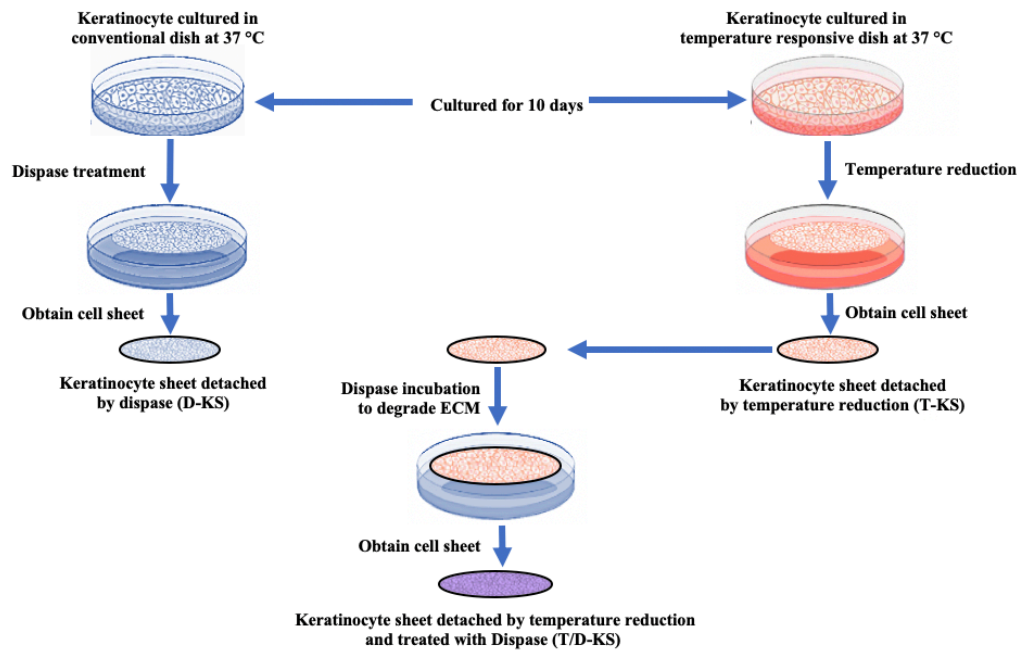 Keratinocyte cultured in
conventional dish at 37 °C
Keratinocyte cultured in
temperature responsive dish at 37 °C
Cultured for 10 days
Dispase treatment
Temperature reduction
Obtain cell sheet
Obtain cell sheet
Keratinocyte sheet detached
by dispase (D-KS)
Dispase incubation
to degrade ECM
Keratinocyte sheet detached
by temperature reduction (T-KS)
Obtain cell sheet
Keratinocyte sheet detached by temperature reduction
and treated with Dispase (T/D-KS)